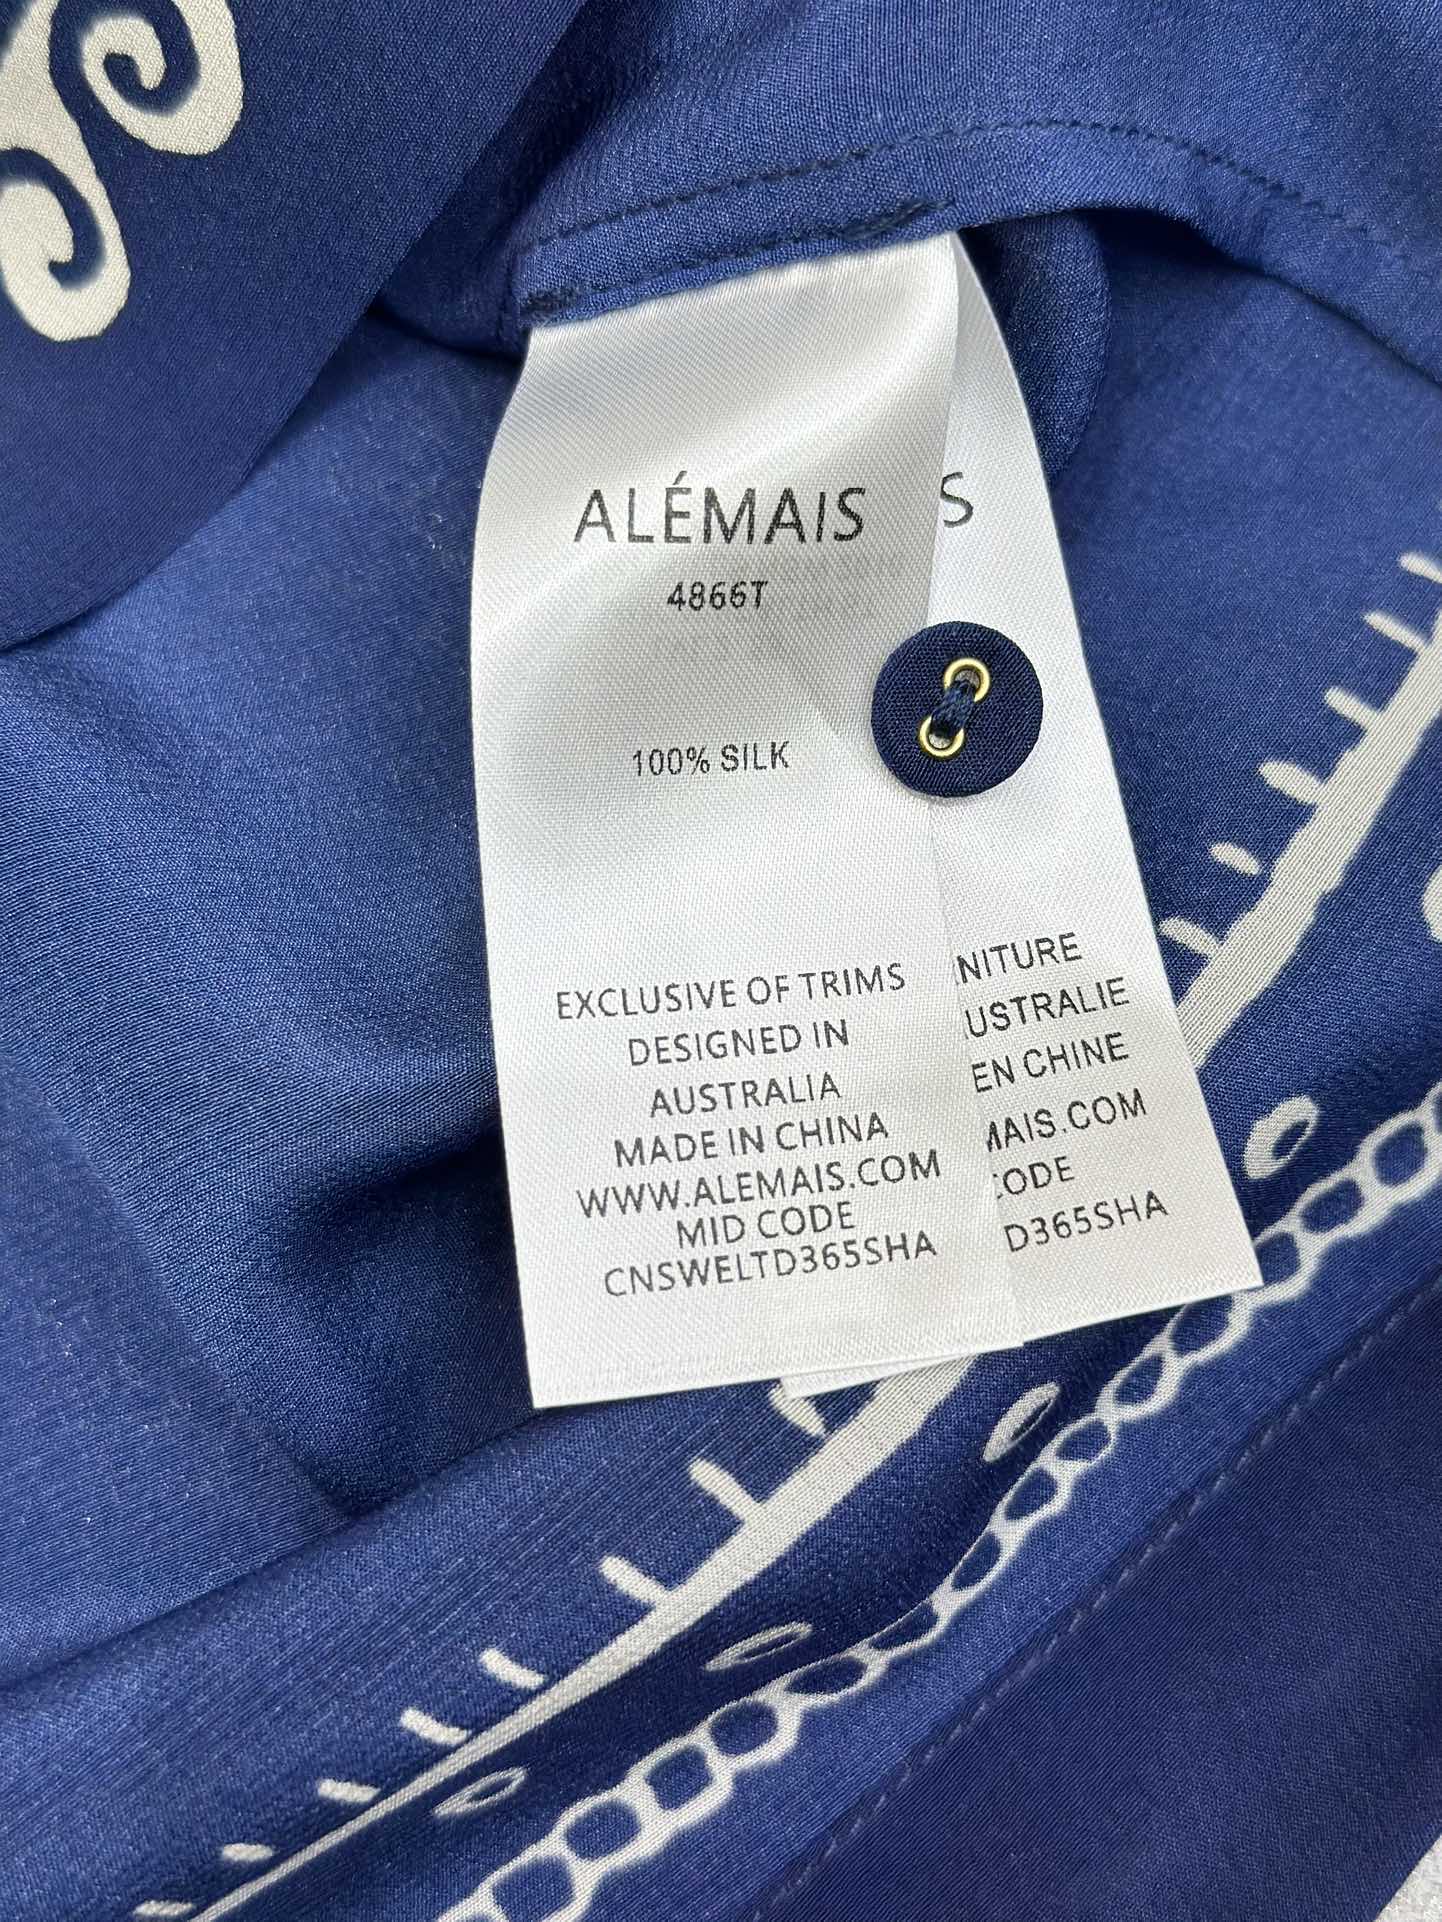 ALÉMAIS
4866T
100% SILK
EXCLUSIVE OF TRIMS
DESIGNED IN
AUSTRALIA
MADE IN CHINA
WWW.ALEMAIS.COM
MID CODE
CNSWELTD365SHA
S
NITURE
USTRALIE
EN CHINE
MAIS.COM
ODE
D365SHA